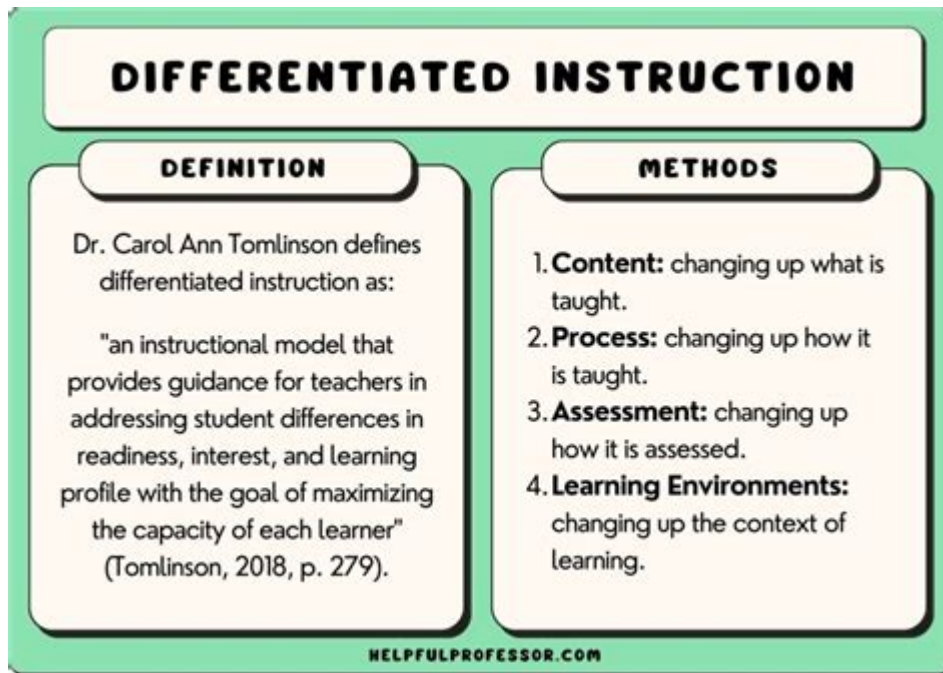 DIFFERENTIATED INSTRUCTION
DEFINITION
Dr. Carol Ann Tomlinson defines
differentiated instruction as:
"an instructional model that
provides guidance for teachers in
addressing student differences in
readiness, interest, and learning
profile with the goal of maximizing
the capacity of each learner"
(Tomlinson, 2018, p. 279).
METHODS
1. Content: changing up what is
taught.
2. Process: changing up how it
is taught.
3. Assessment: changing up
how it is assessed.
4. Learning Environments:
changing up the context of
learning.
HELPFULPROFESSOR.COM